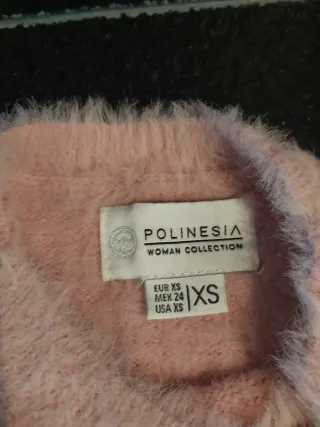 POLINESIA
WOMAN COLLECTION
EUR XS
MEX 24
USA XS
XS